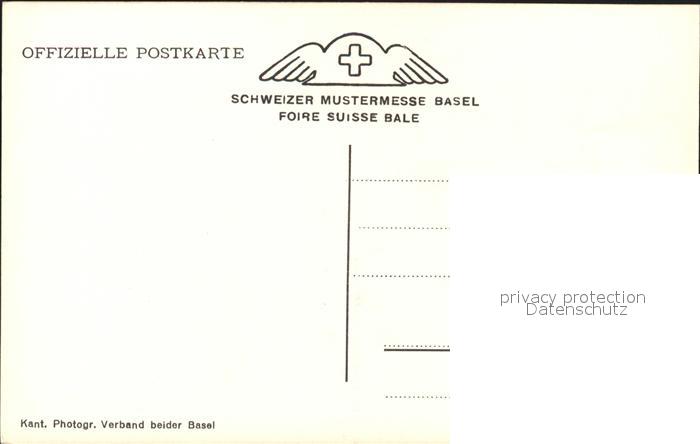 OFFIZIELLE POSTKARTE
SCHWEIZER MUSTERMESSE BASEL
FOIRE SUISSE BALE
privacy protection
Datenschutz
Kant. Photogr. Verband beider Basel